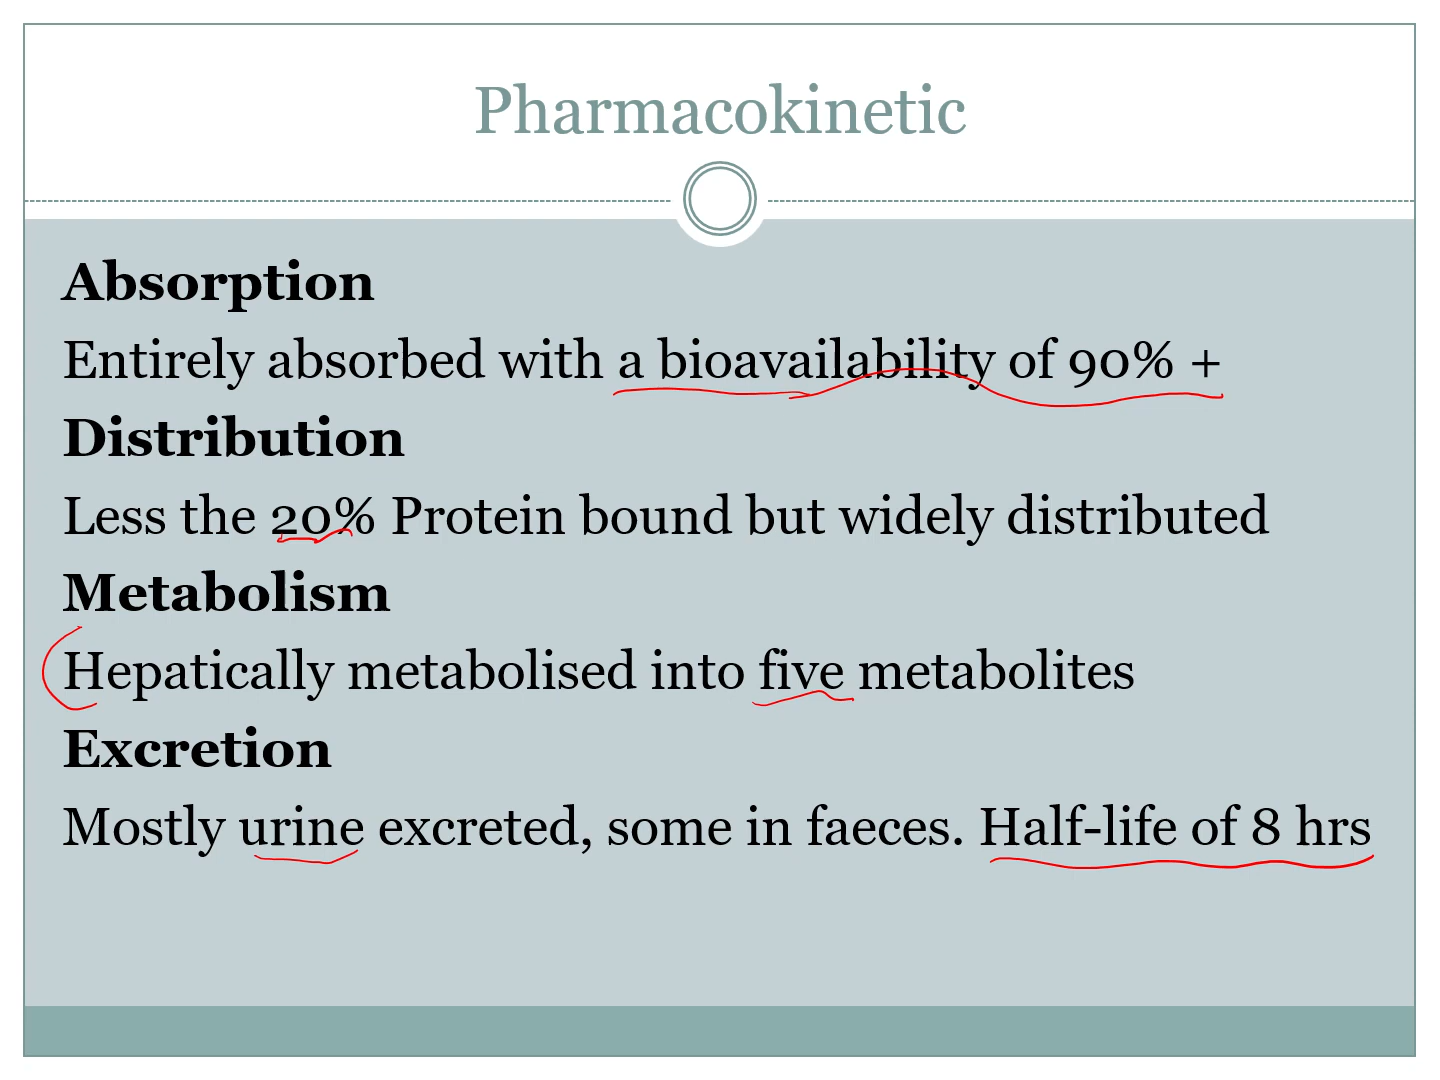 Pharmacokinetic
Absorption
Entirely absorbed with a bioavailability of 90% +
Distribution
Less the 20% Protein bound but widely distributed
Metabolism
Hepatically metabolised into five metabolites
Excretion
Mostly urine excreted, some in faeces. Half-life of 8 hrs